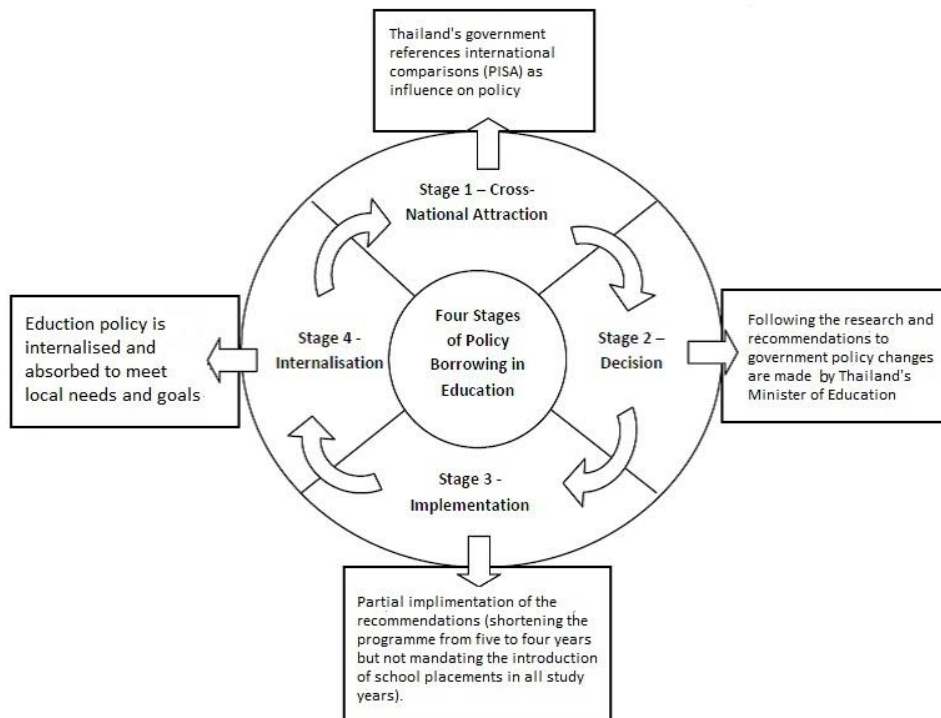 Thailand's government
references international
comparisons (PISA) as
influence on policy
Stage 1 – Cross-
National Attraction
Eduction policy is
internalised and
absorbed to meet
local needs and goals
Stage 4 -
Internalisation
Four Stages
of Policy
Borrowing in
Education
Stage 2 –
Decision
Following the research and
recommendations to
government policy changes
are made by Thailand's
Minister of Education
Stage 3 -
Implementation
Partial implimentation of the
recommendations (shortening the
programme from five to four years
but not mandating the introduction
of school placements in all study
years).